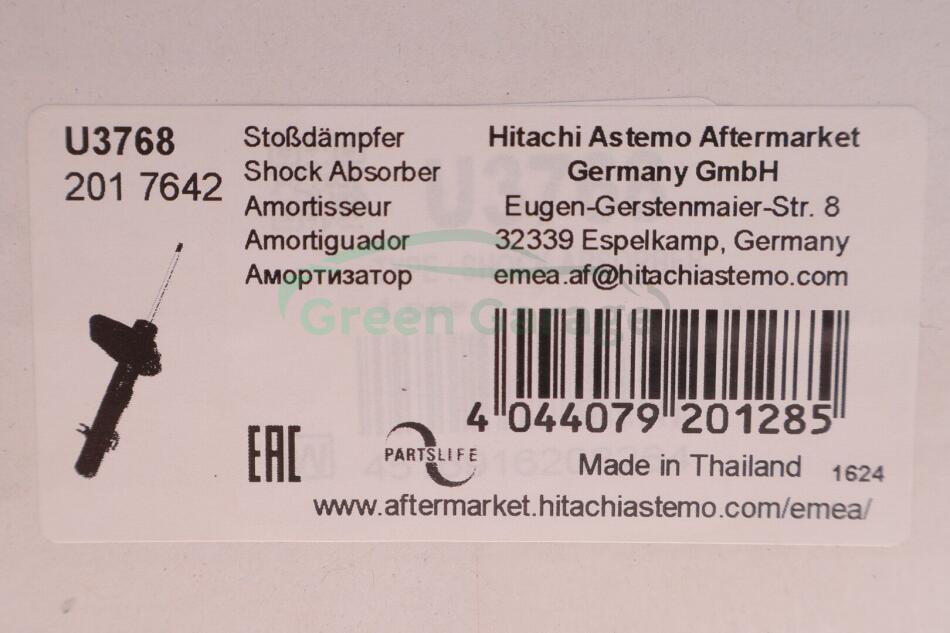 U3768
201 7642
Stoßdämpfer
Shock Absorber
Amortisseur
Amortiguador
Амортизатор
Hitachi Astemo Aftermarket
Germany GmbH
Eugen-Gerstenmaier-Str. 8
32339 Espelkamp, Germany
emea.af@hitachiastemo.com
Green Garage
4 044079 201285
EAC
PARTSLIFE
Made in Thailand
1624
www.aftermarket.hitachiastemo.com/emea/